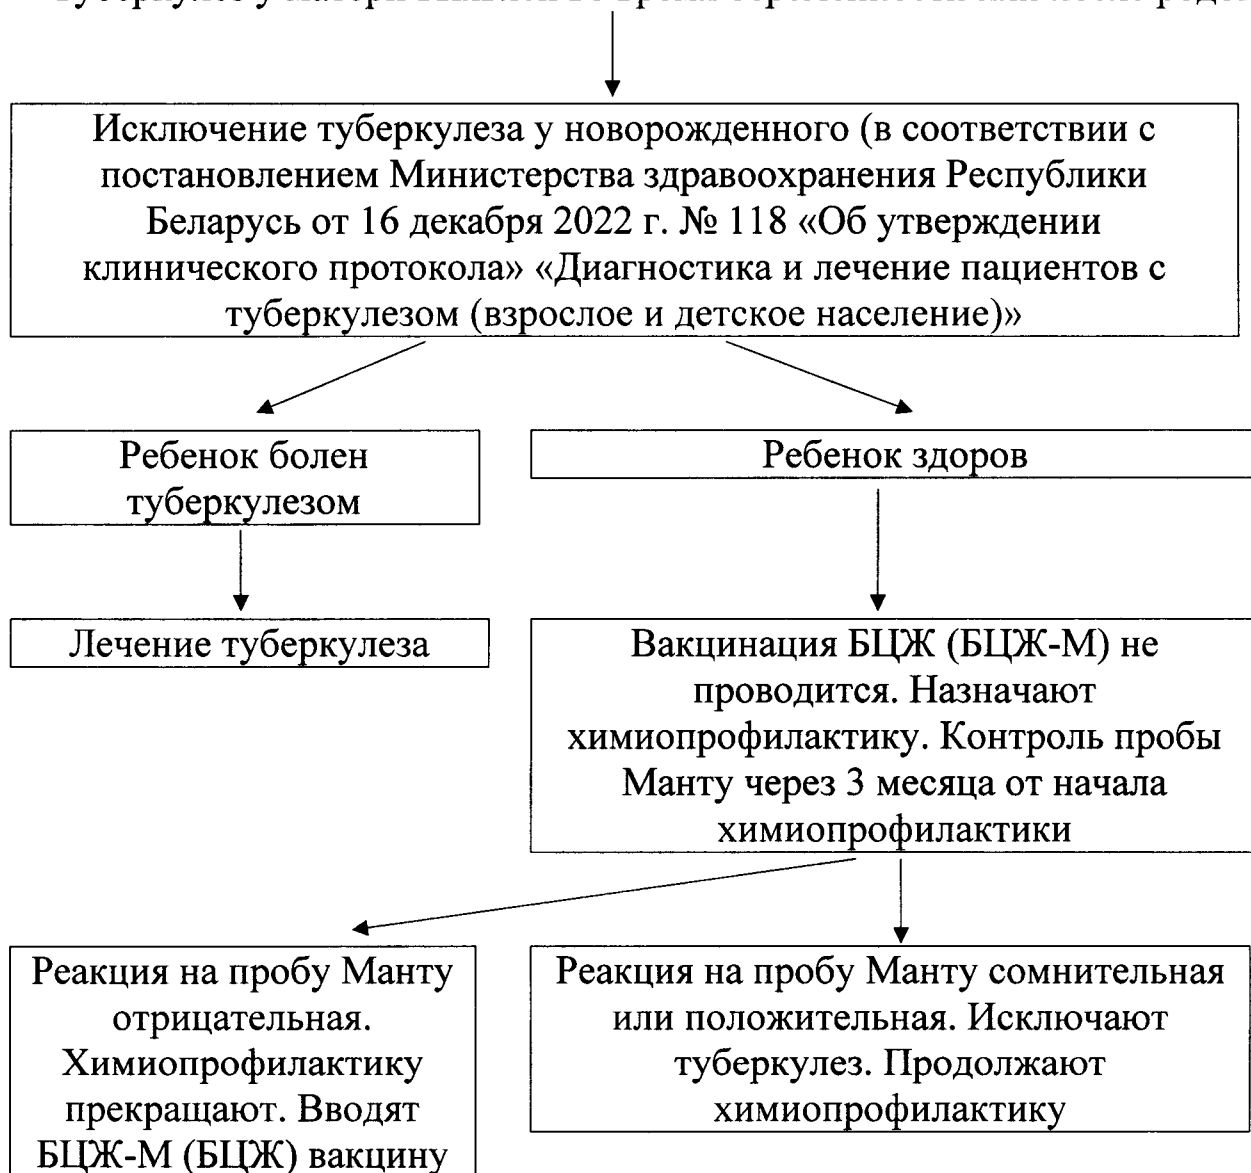 Исключение туберкулеза у новорожденного (в соответствии с
постановлением Министерства здравоохранения Республики
Беларусь от 16 декабря 2022 г. № 118 «Об утверждении
клинического протокола» «Диагностика и лечение пациентов с
туберкулезом (взрослое и детское население)»
Ребенок болен
туберкулезом
Ребенок здоров
Лечение туберкулеза
Вакцинация БЦЖ (БЦЖ-М) не
проводится. Назначают
химиопрофилактику. Контроль пробы
Манту через 3 месяца от начала
химиопрофилактики
Реакция на пробу Манту
отрицательная.
Химиопрофилактику
прекращают. Вводят
БЦЖ-М (БЦЖ) вакцину
Реакция на пробу Манту сомнительная
или положительная. Исключают
туберкулез. Продолжают
химиопрофилактику